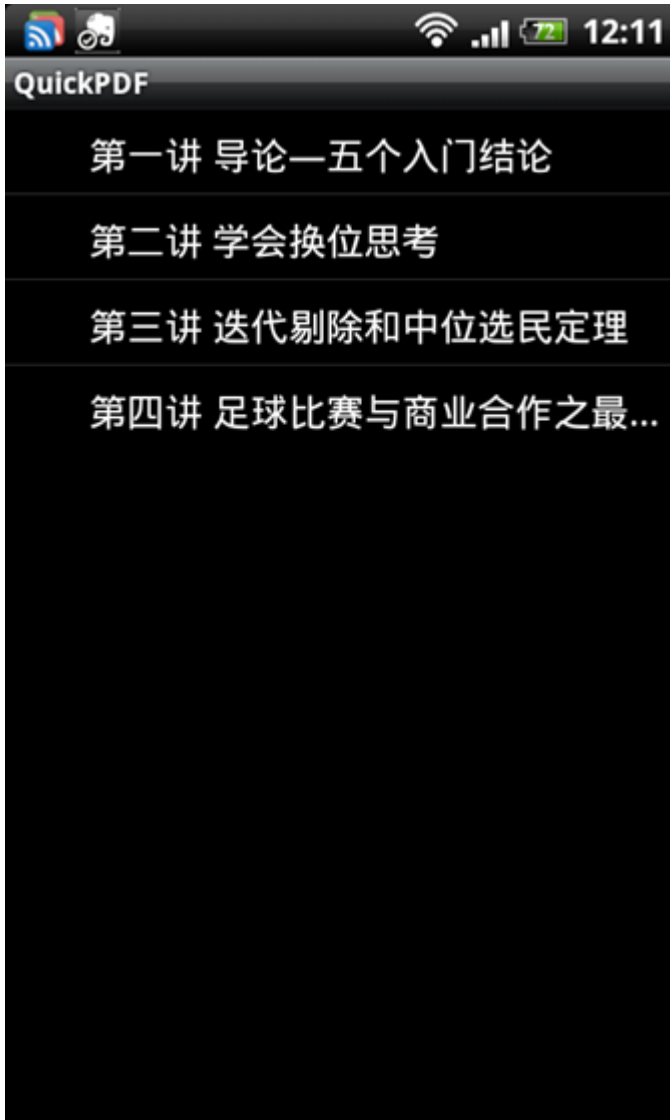 72 12:11
QuickPDF
第一讲 导论—五个入门结论
第二讲 学会换位思考
第三讲 迭代剔除和中位选民定理
第四讲 足球比赛与商业合作之最...